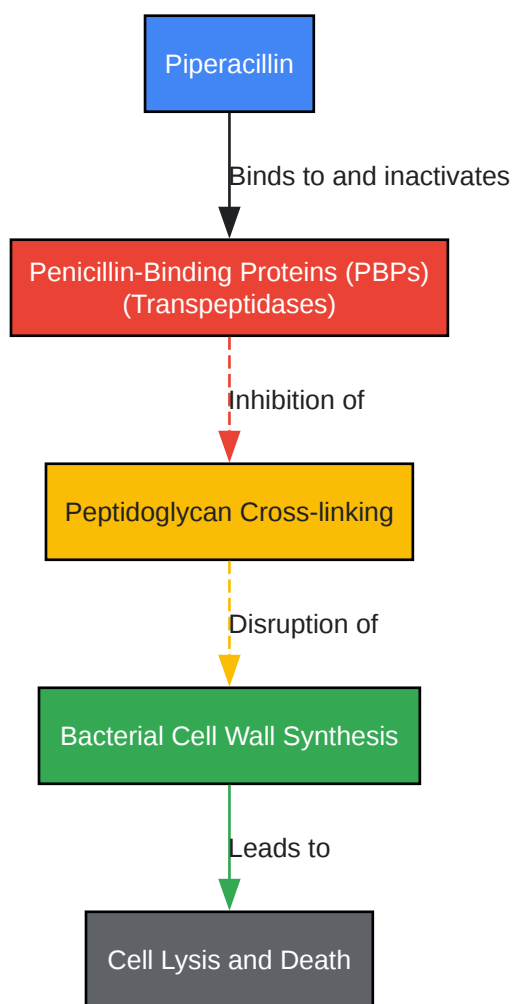 Piperacillin
Binds to and inactivates
Penicillin-Binding Proteins (PBPs)
(Transpeptidases)
Inhibition of
Peptidoglycan Cross-linking
Disruption of
Bacterial Cell Wall Synthesis
Leads to
Cell Lysis and Death